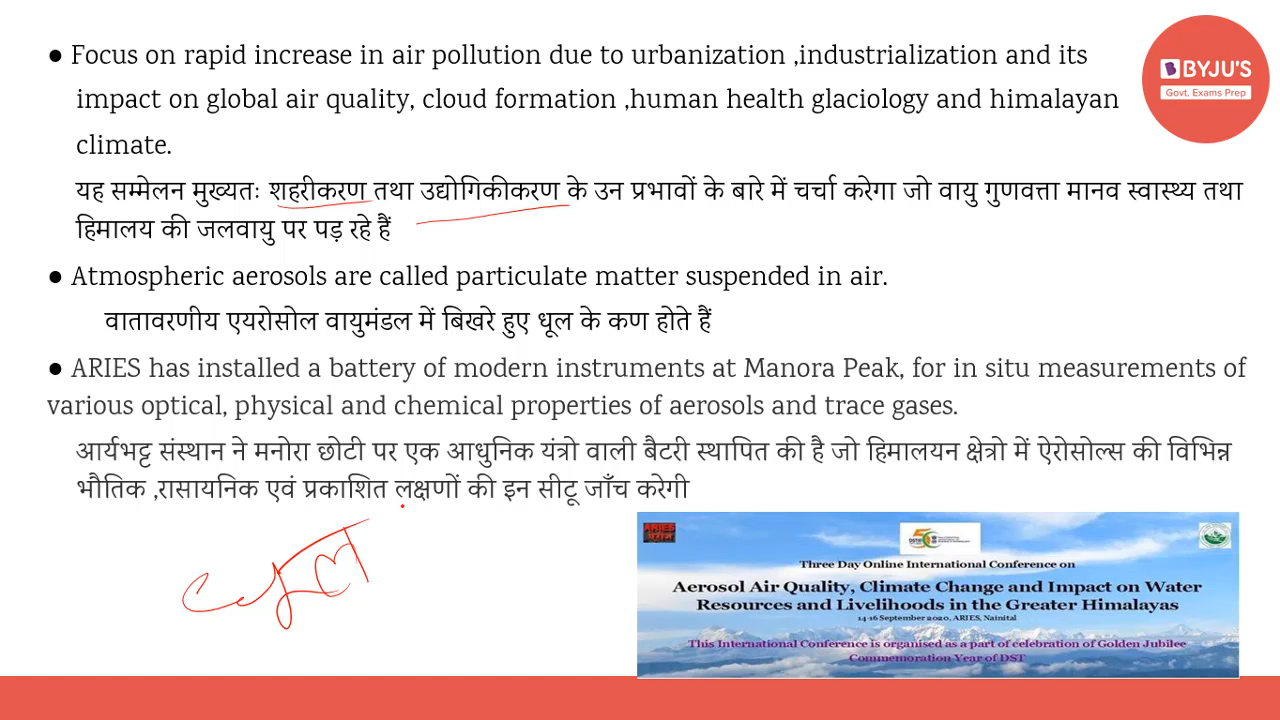 ● Focus on rapid increase in air pollution due to urbanization ,industrialization and its
impact on global air quality, cloud formation ,human health glaciology and himalayan
climate.
BYJU'S
Govt. Exams Prep
यह सम्मेलन मुख्यतः शहरीकरण तथा उद्योगिकीकरण के उन प्रभावों के बारे में चर्चा करेगा जो वायु गुणवत्ता मानव स्वास्थ्य तथा
हिमालय की जलवायु पर पड़ रहे हैं
● Atmospheric aerosols are called particulate matter suspended in air.
वातावरणीय एयरोसोल वायुमंडल में बिखरे हुए धूल के कण होते हैं
● ARIES has installed a battery of modern instruments at Manora Peak, for in situ measurements of
various optical, physical and chemical properties of aerosols and trace gases.
आर्यभट्ट संस्थान ने मनोरा छोटी पर एक आधुनिक यंत्रो वाली बैटरी स्थापित की है जो हिमालयन क्षेत्रो में ऐरोसोल्स की विभिन्न
भौतिक ,रासायनिक एवं प्रकाशित लक्षणों की इन सीटू जाँच करेगी
ARIES
Three Day Online International Conference on
Aerosol Air Quality, Climate Change and Impact on Water
Resources and Livelihoods in the Greater Himalayas
14-16 September 2020, ARIES, Nainital
This International Conference is organised as a part of celebration of Golden Jubilee
Commemoration Year of DST